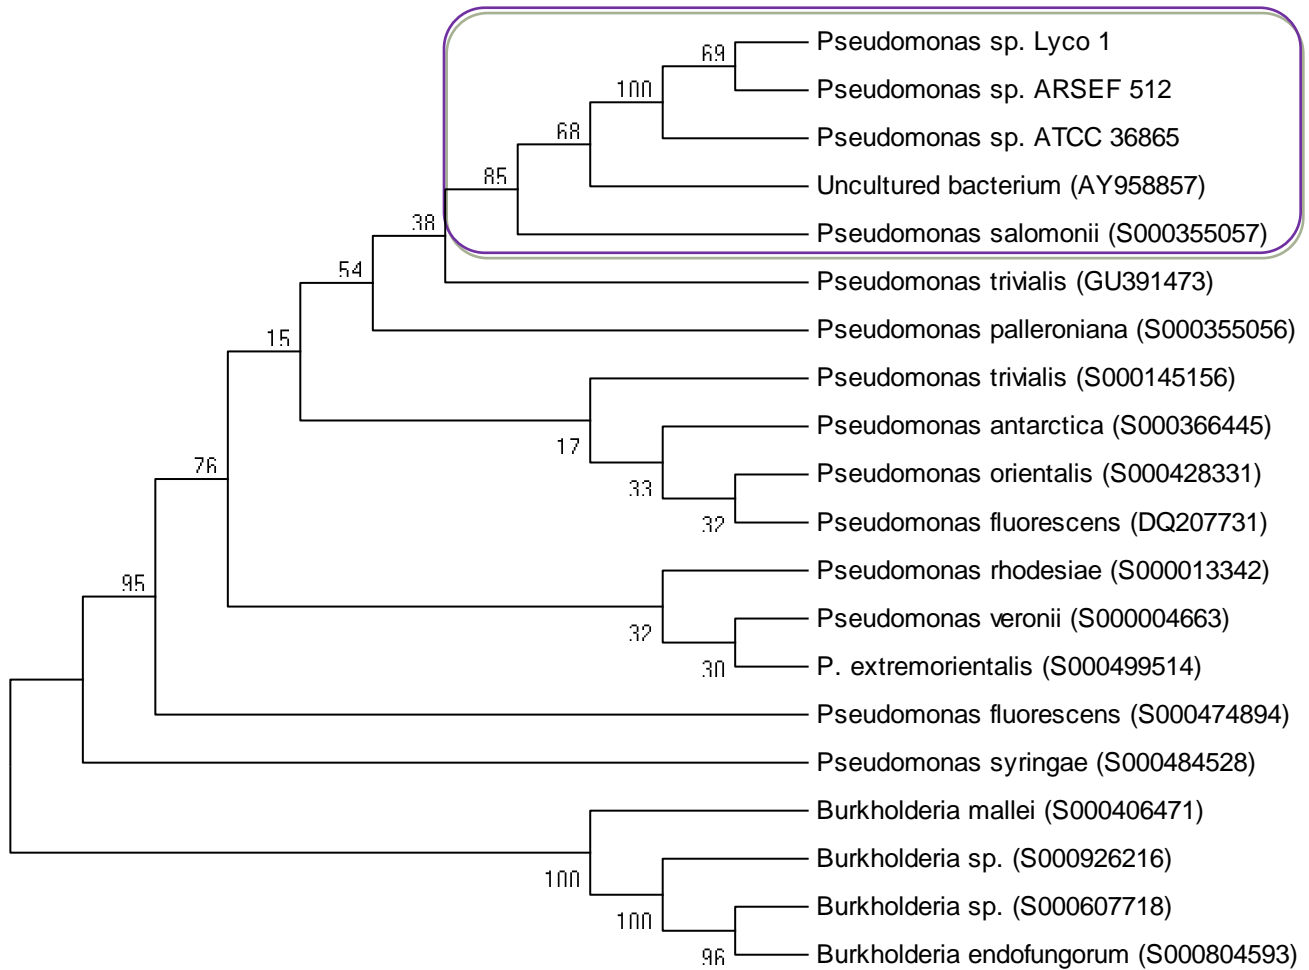 Pseudomonas sp. Lyco 1
69
Pseudomonas sp. ARSEF 512
100
Pseudomonas sp. ATCC 36865
68
Uncultured bacterium (AY958857)
85
Pseudomonas salomonii (S000355057)
38
Pseudomonas trivialis (GU391473)
54
Pseudomonas palleroniana (S000355056)
15
Pseudomonas trivialis (S000145156)
Pseudomonas antarctica (S000366445)
17
Pseudomonas orientalis (S000428331)
76
33
Pseudomonas fluorescens (DQ207731)
32
Pseudomonas rhodesiae (S000013342)
95
Pseudomonas veronii (S000004663)
32
P. extremorientalis (S000499514)
30
Pseudomonas fluorescens (S000474894)
Pseudomonas syringae (S000484528)
Burkholderia mallei (S000406471)
Burkholderia sp. (S000926216)
100
Burkholderia sp. (S000607718)
100
Burkholderia endofungorum (S000804593)
96